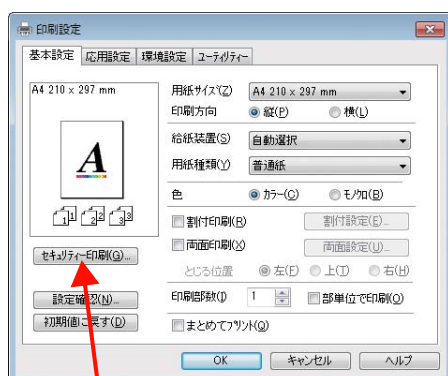 印刷設定
基本設定 応用設定 環境設定 ユーティリティー
A4 210 x 297 mm
A
1 1 2 2 3 3
セキュリティー印刷(G)...
設定確認(N)...
初期値に戻す(D)
用紙サイズ(Z) A4 210 x 297 mm
印刷方向 縦(P) 横(L)
給紙装置(S) 自動選択
用紙種類(Y) 普通紙
色 カラー(C) モノクロ(B)
割付印刷(R) 割付設定(E)...
両面印刷(X) 両面設定(U)...
とじる位置 左(F) 上(T) 右(H)
印刷部数(I) 1 部単位で印刷(O)
まとめてプリント(Q)
OK キャンセル ヘルプ